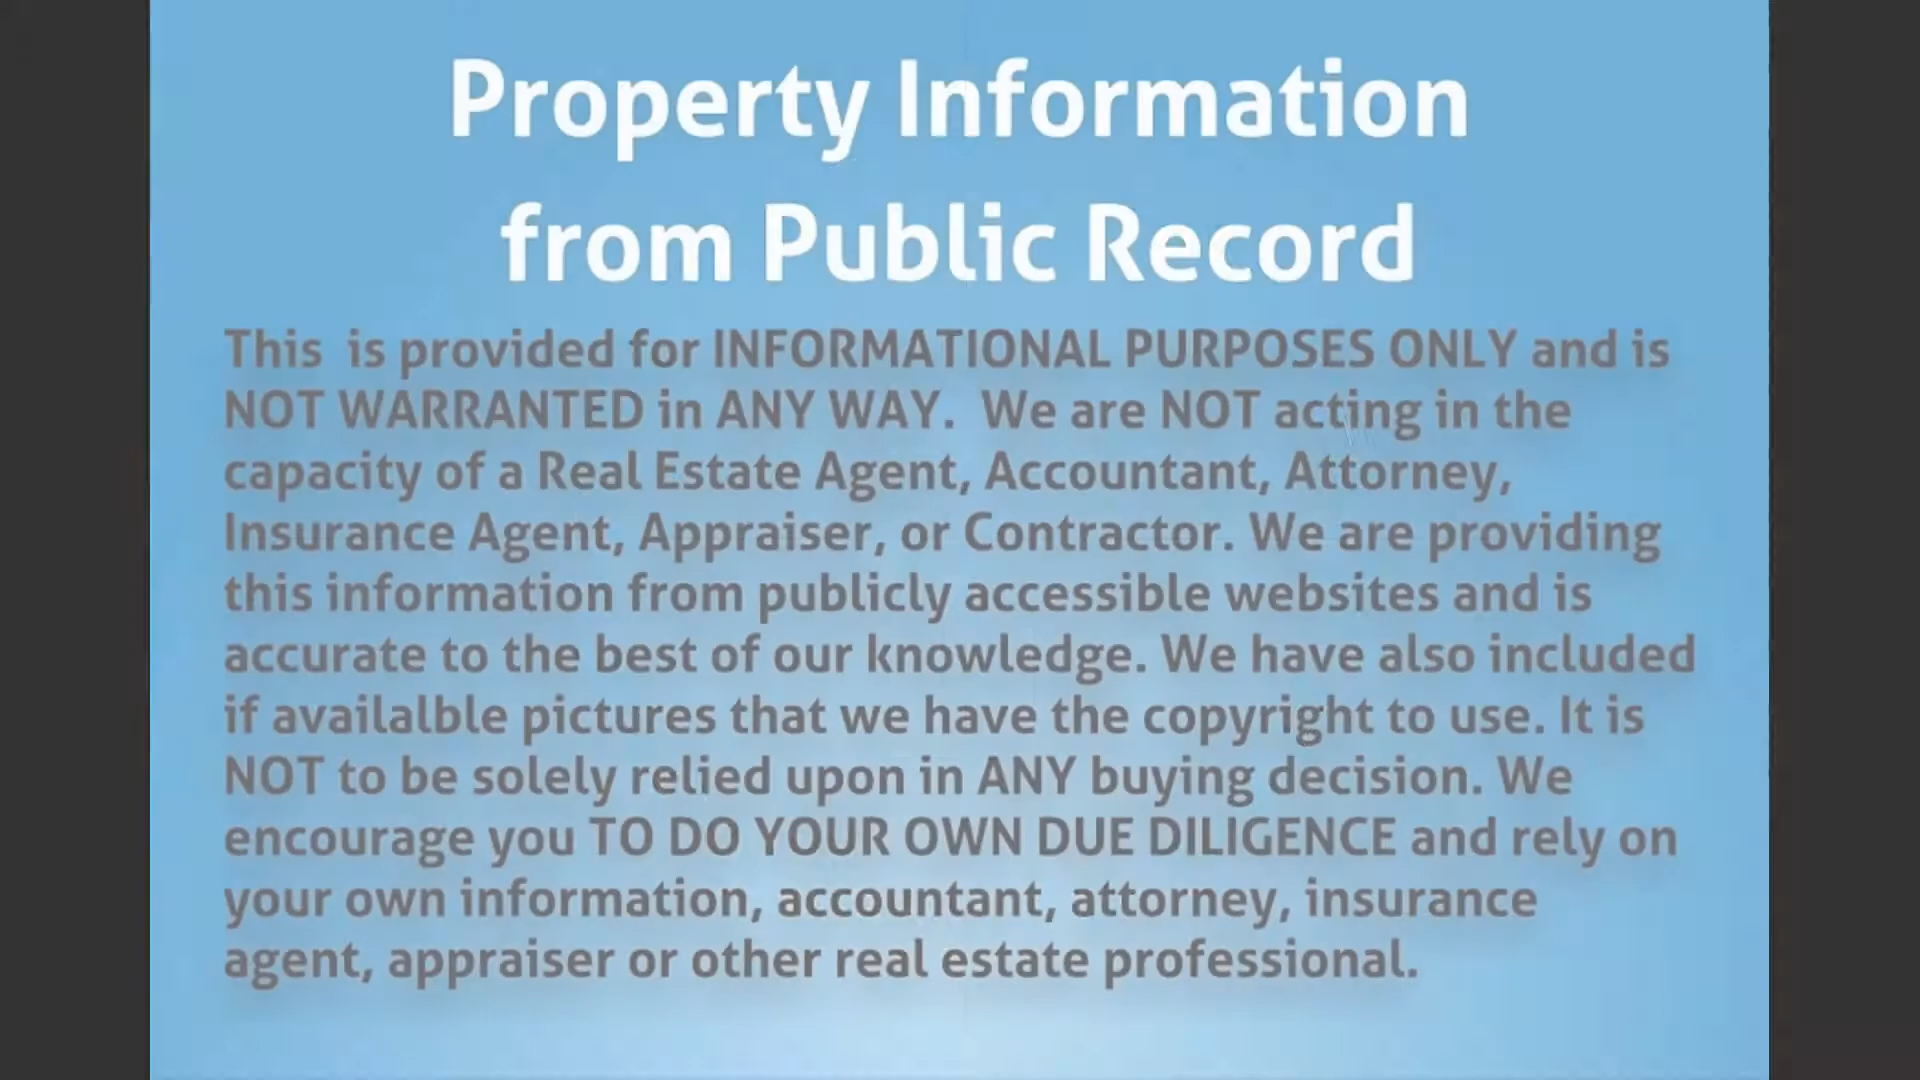 Property Information
from Public Record
This  is provided for INFORMATIONAL PURPOSES ONLY and is
NOT WARRANTED in ANY WAY.  We are NOT acting in the
capacity of a Real Estate Agent, Accountant, Attorney,
Insurance Agent, Appraiser, or Contractor. We are providing
this information from publicly accessible websites and is
accurate to the best of our knowledge. We have also included
if availalble pictures that we have the copyright to use. It is
NOT to be solely relied upon in ANY buying decision. We
encourage you TO DO YOUR OWN DUE DILIGENCE and rely on
your own information, accountant, attorney, insurance
agent, appraiser or other real estate professional.